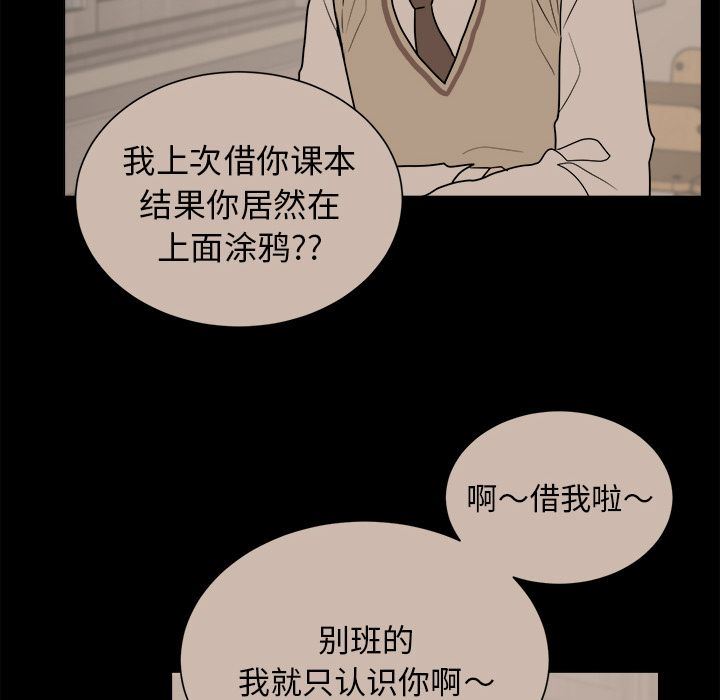 我上次借你课本
结果你居然在
上面涂鸦??
啊～借我啦～
别班的
我就只认识你啊～